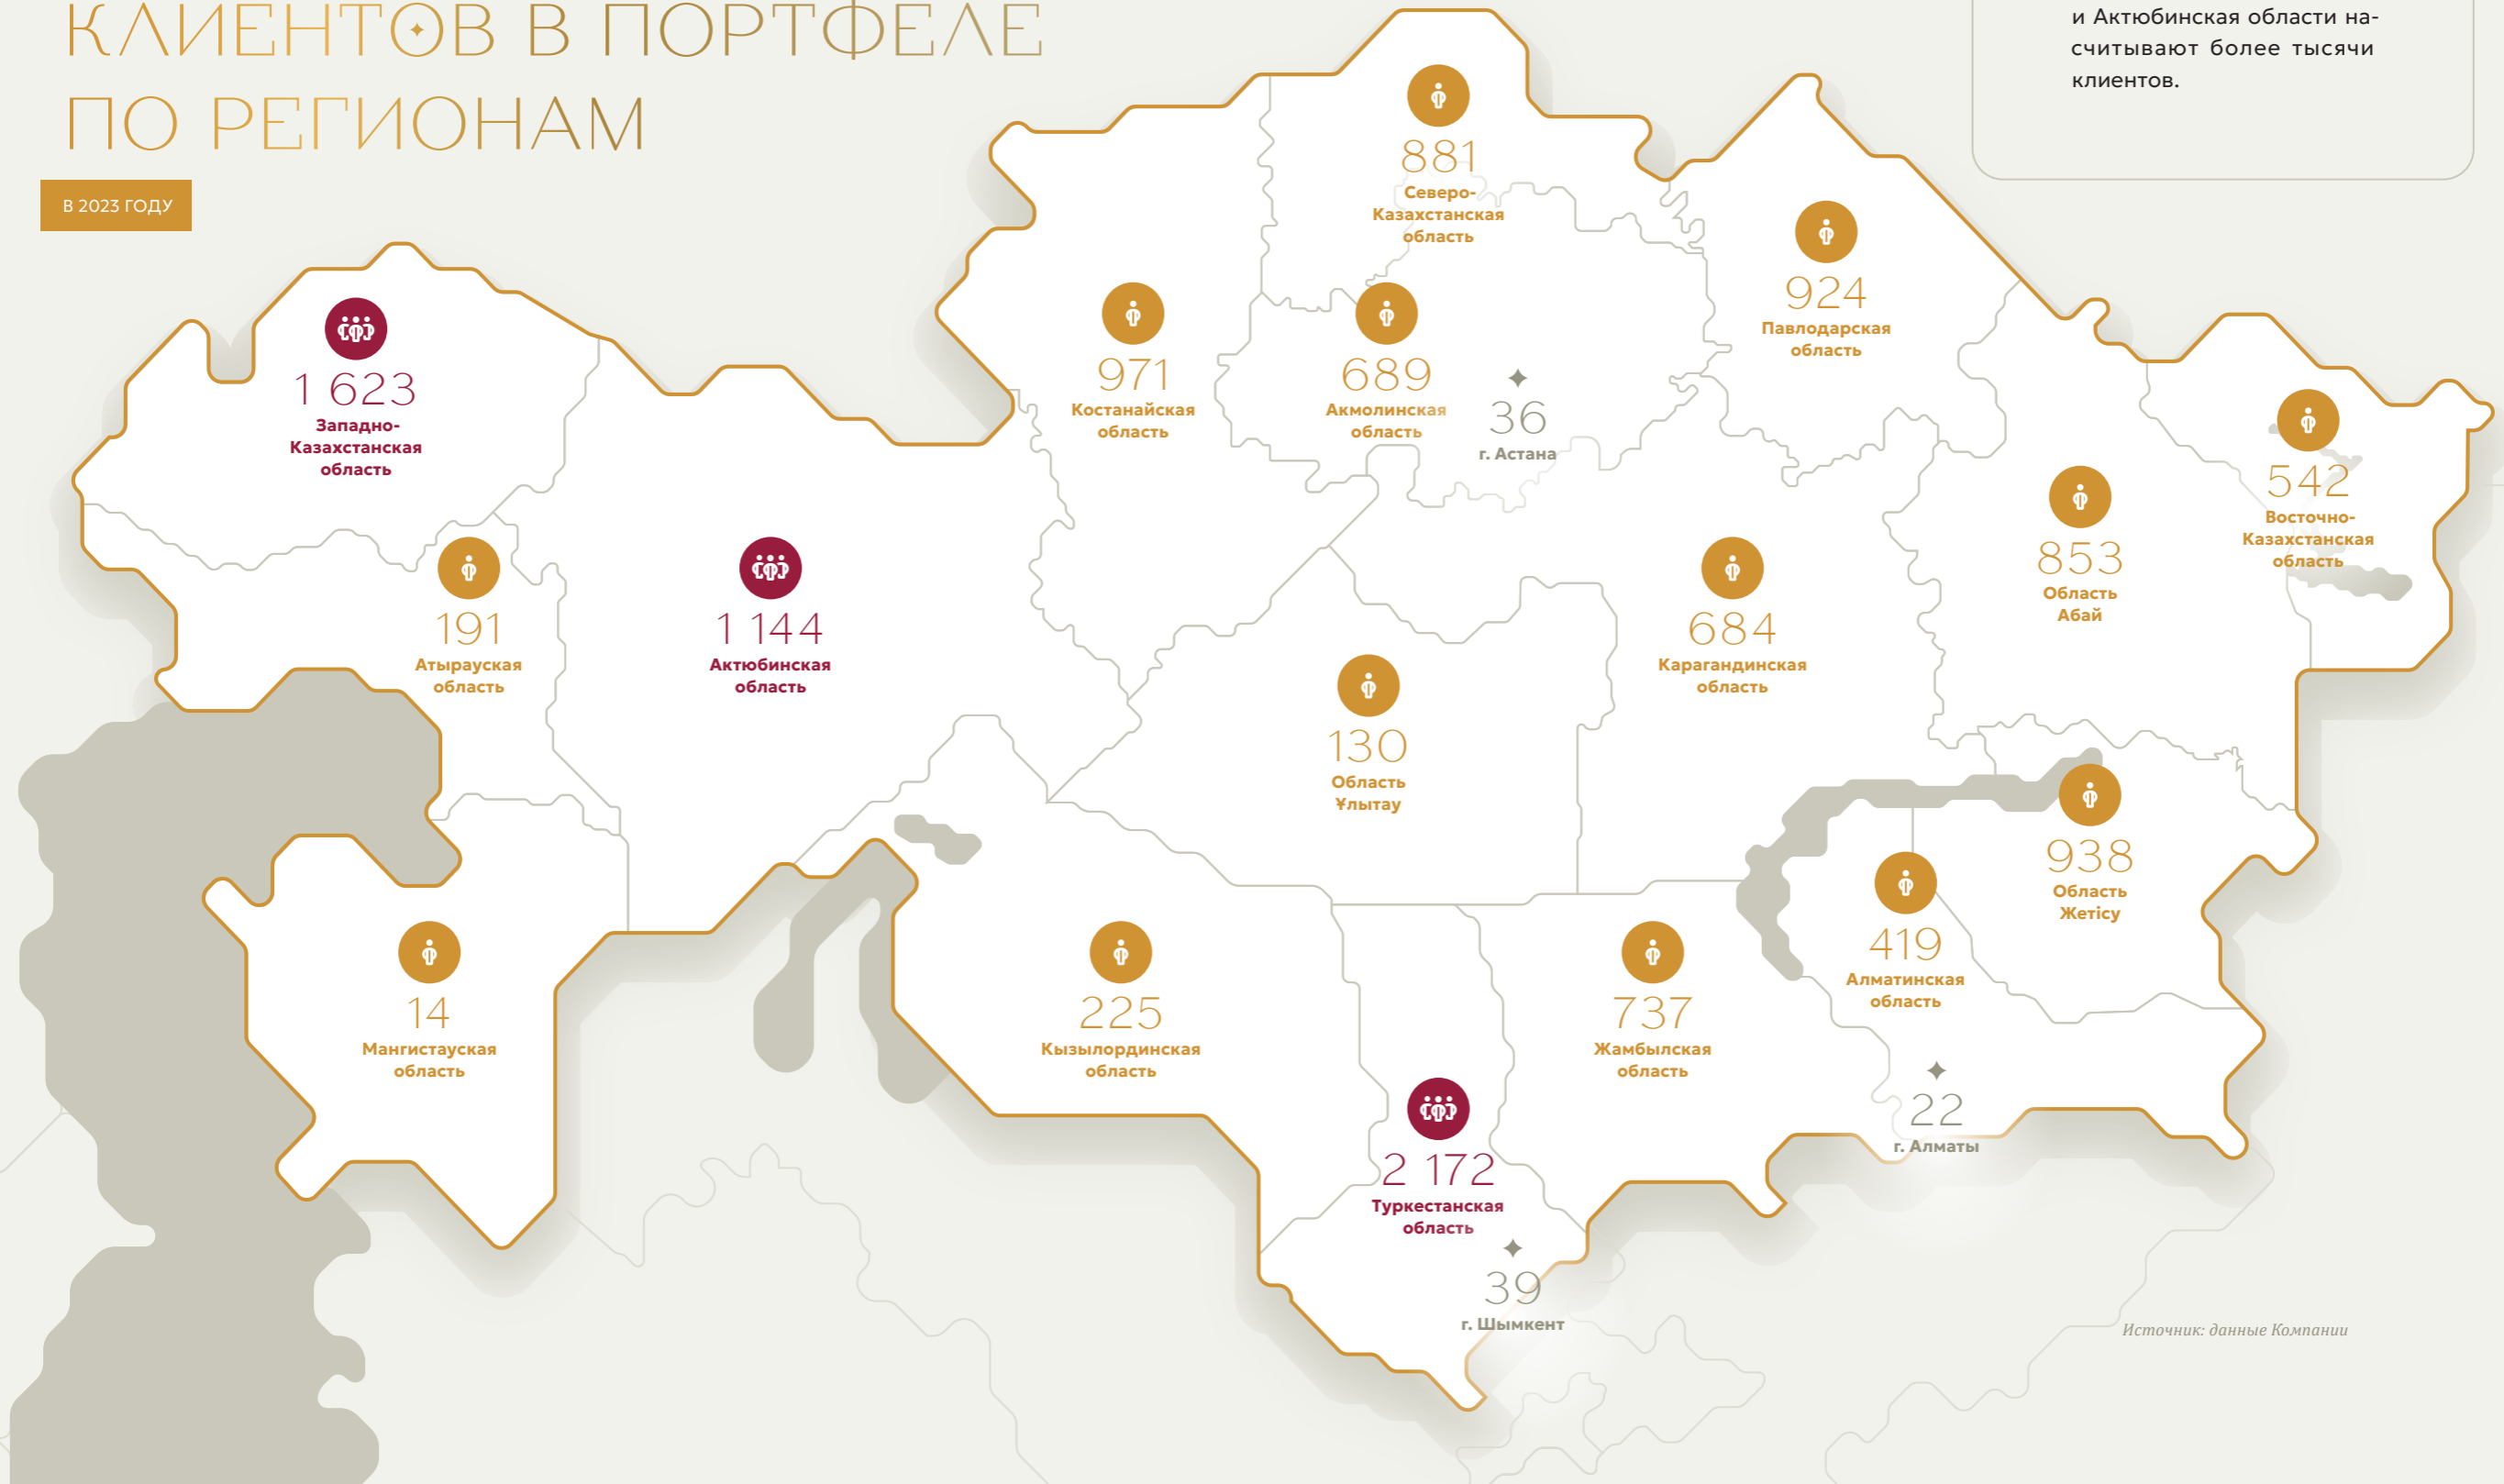 КЛИЕНТОВ В ПОРТФЕЛЕ
ПО РЕГИОНАМ
В 2023 ГОДУ
и Актюбинская области на-
считывают более тысячи
клиентов.
881
Северо-
Казахстанская
область
924
Павлодарская
область
1 623
Западно-
Казахстанская
область
971
Костанайская
область
689
Акмолинская
область
36
г. Астана
542
Восточно-
Казахстанская
область
853
Область
Абай
191
Атырауская
область
1 144
Актюбинская
область
684
Карагандинская
область
130
Область
Ұлытау
938
Область
Жетісу
419
Алматинская
область
14
Мангистауская
область
225
Кызылординская
область
737
Жамбылская
область
22
г. Алматы
2 172
Туркестанская
область
39
г. Шымкент
Источник: данные Компании